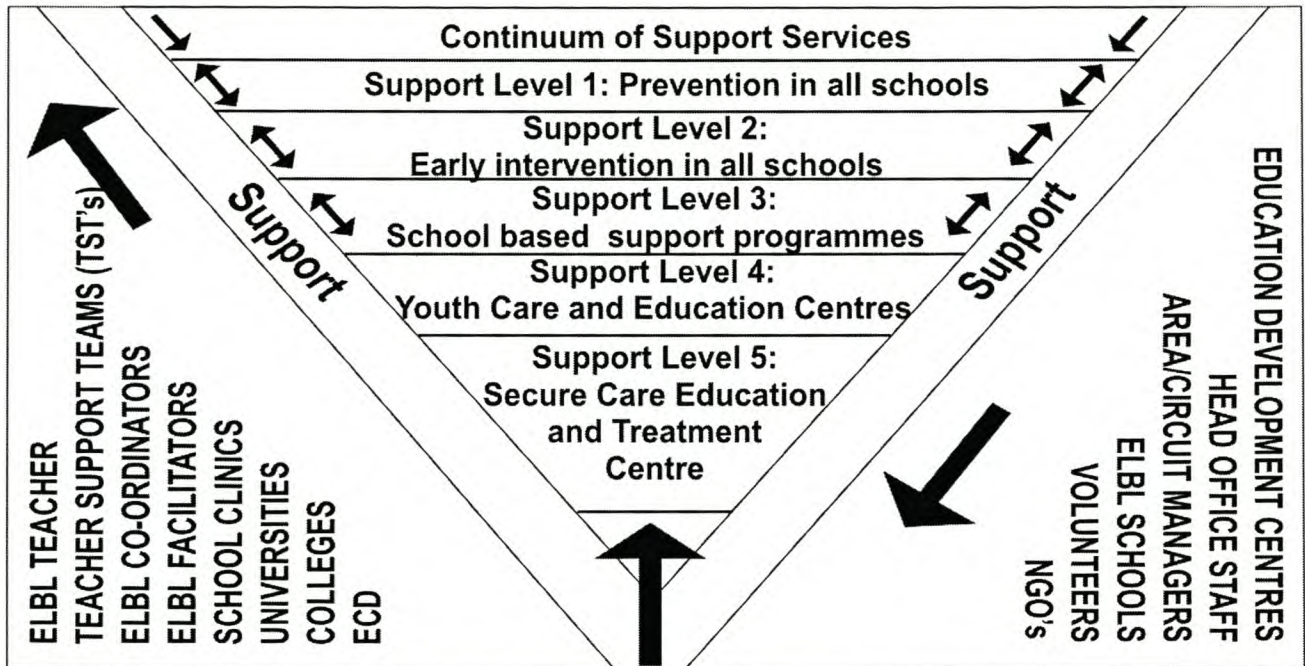 Continuum of Support Services
Support Level 1: Prevention in all schools
Support Level 2:
Early intervention in all schools
Support Level 3:
School based support programmes
Support Level 4:
Youth Care and Education Centres
Support Level 5:
Secure Care Education
and Treatment
Centre
Support
Support
ELBL TEACHER
TEACHER SUPPORT TEAMS (TST's)
ELBL CO-ORDINATORS
ELBL FACILITATORS
SCHOOL CLINICS
UNIVERSITIES
COLLEGES
ECD
EDUCATION DEVELOPMENT CENTRES
HEAD OFFICE STAFF
AREA/CIRCUIT MANAGERS
ELBL SCHOOLS
VOLUNTEERS
NGO's